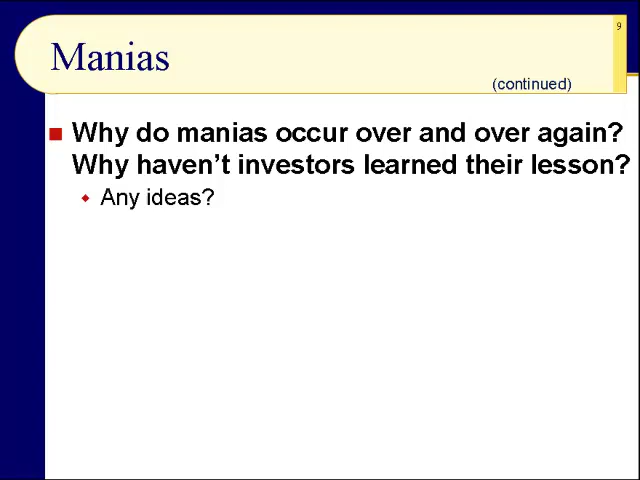 9
Manias
(continued)
Why do manias occur over and over again?
Why haven't investors learned their lesson?
Any ideas?